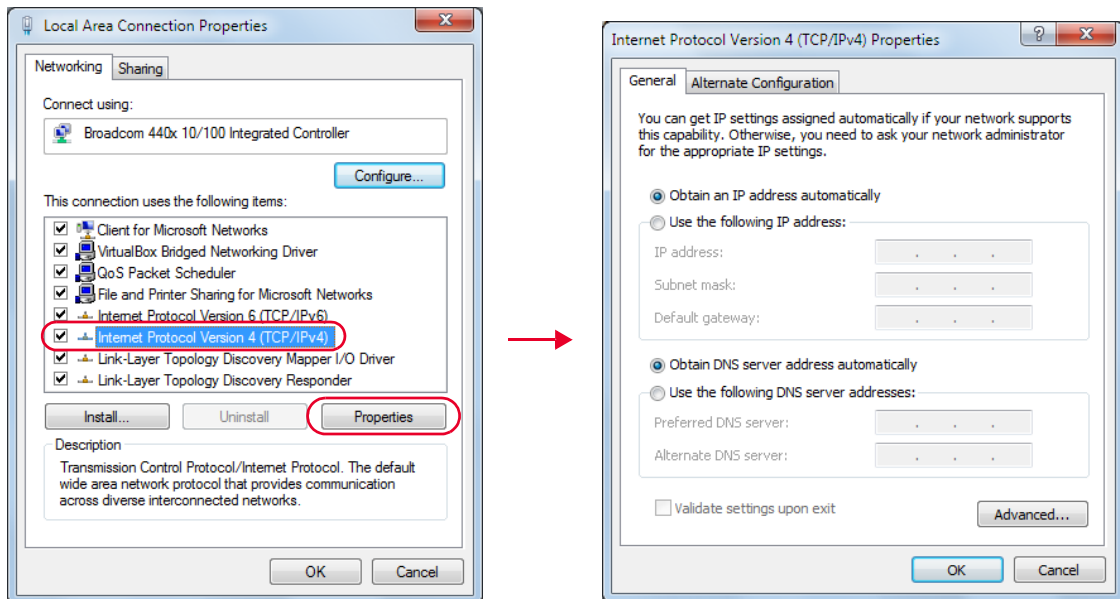 Local Area Connection Properties
Networking
Sharing
Connect using:
Broadcom 440x 10/100 Integrated Controller
Configure...
This connection uses the following items:
Client for Microsoft Networks
VirtualBox Bridged Networking Driver
QoS Packet Scheduler
File and Printer Sharing for Microsoft Networks
Internet Protocol Version 6 (TCP/IPv6)
Internet Protocol Version 4 (TCP/IPv4)
Link-Layer Topology Discovery Mapper I/O Driver
Link-Layer Topology Discovery Responder
Install...
Uninstall
Properties
Description
Transmission Control Protocol/Internet Protocol. The default
wide area network protocol that provides communication
across diverse interconnected networks.
OK
Cancel
Internet Protocol Version 4 (TCP/IPv4) Properties
General
Alternate Configuration
You can get IP settings assigned automatically if your network supports
this capability. Otherwise, you need to ask your network administrator
for the appropriate IP settings.
Obtain an IP address automatically
Use the following IP address:
IP address:
Subnet mask:
Default gateway:
Obtain DNS server address automatically
Use the following DNS server addresses:
Preferred DNS server:
Alternate DNS server:
Validate settings upon exit
Advanced...
OK
Cancel